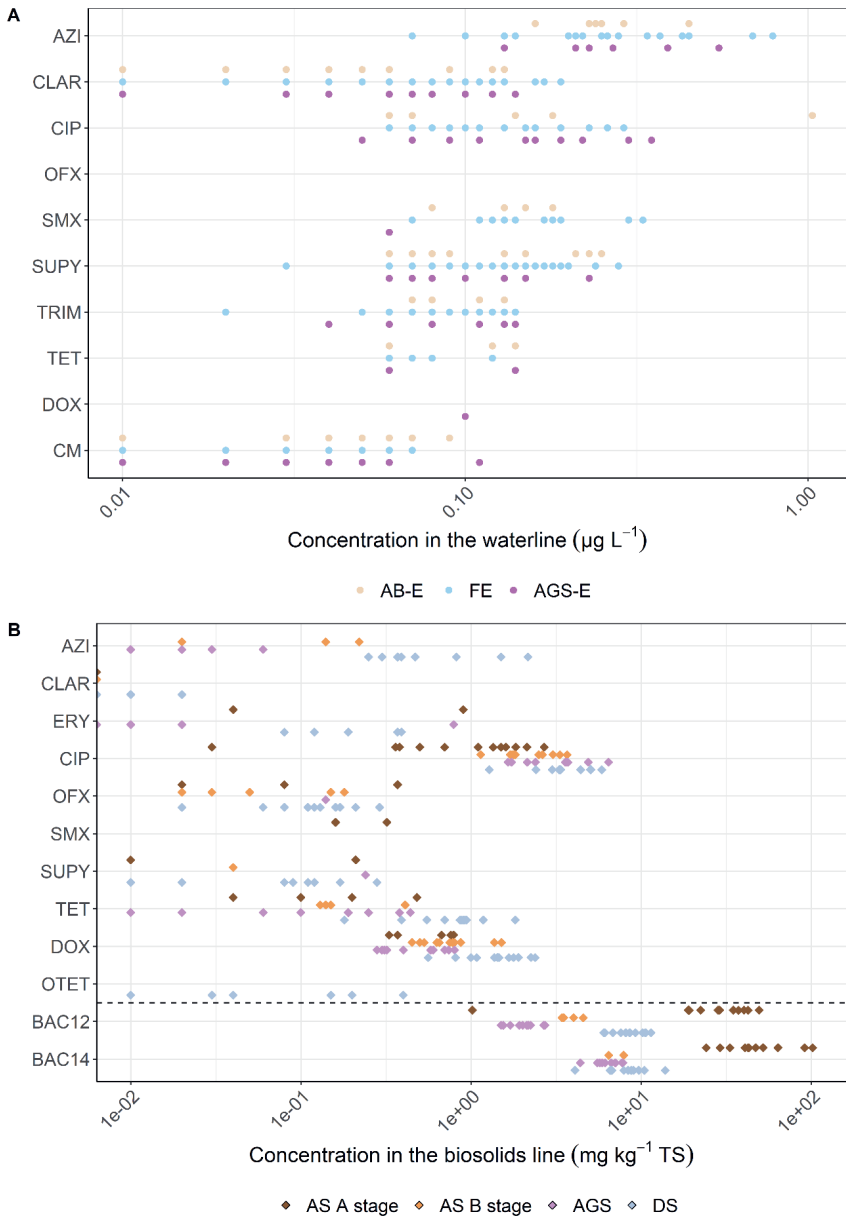 A
AZI
CLAR
CIP
OFX
SMX
SUPY
TRIM
TET
DOX
CM
0.01 0.10 1.00
Concentration in the waterline (µg L⁻¹)
AB-E FE AGS-E
B
AZI
CLAR
ERY
CIP
OFX
SMX
SUPY
TET
DOX
OTET
BAC12
BAC14
1e-02 1e-01 1e+00 1e+01 1e+02
Concentration in the biosolids line (mg kg⁻¹ TS)
AS A stage AS B stage AGS DS